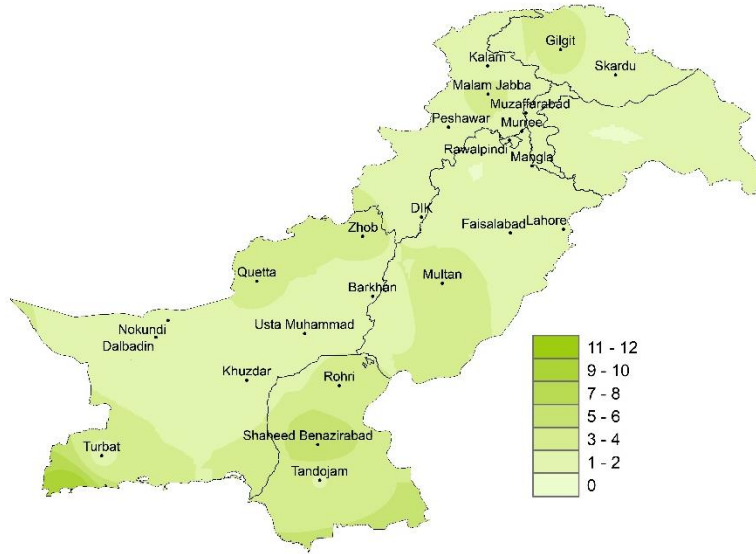 Gilgit
Kalam
Skardu
Malam Jabba
Muzaffarabad
Peshawar
Murree
Rawalpindi
Mangla
DIK
Faisalabad
Lahore
Zhob
Quetta
Multan
Barkhan
Nokundi
Usta Muhammad
Dalbadin
Khuzdar
Rohri
Shaheed Benazirabad
Turbat
Tandojam
11 - 12
9 - 10
7 - 8
5 - 6
3 - 4
1 - 2
0